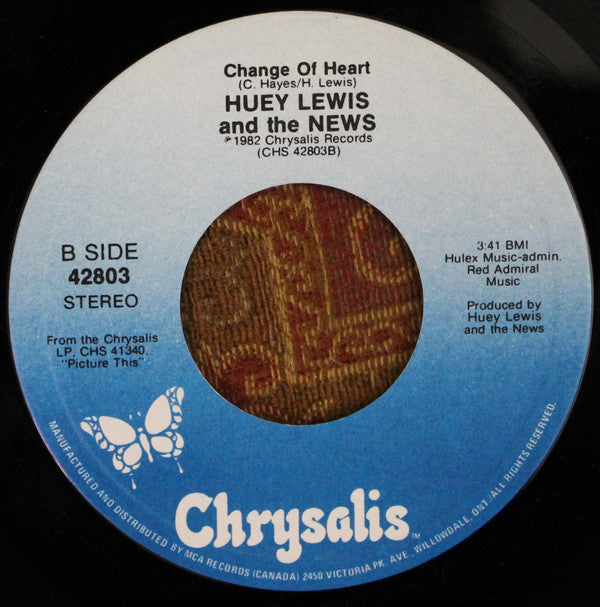 Change Of Heart
(C. Hayes/H. Lewis)
HUEY LEWIS
and the NEWS
℗1982 Chrysalis Records
(CHS 42803B)
B SIDE
42803
STEREO
From the Chrysalis
LP. CHS 41340.
"Picture This"
3:41 BMI
Hulex Music-admin.
Red Admiral
Music
Produced by
Huey Lewis
and the News
Chrysalis™
MANUFACTURED AND DISTRIBUTED BY MCA RECORDS (CANADA) 2450 VICTORIA PK. AVE., WILLOWDALE, ONT. ALL RIGHTS RESERVED.